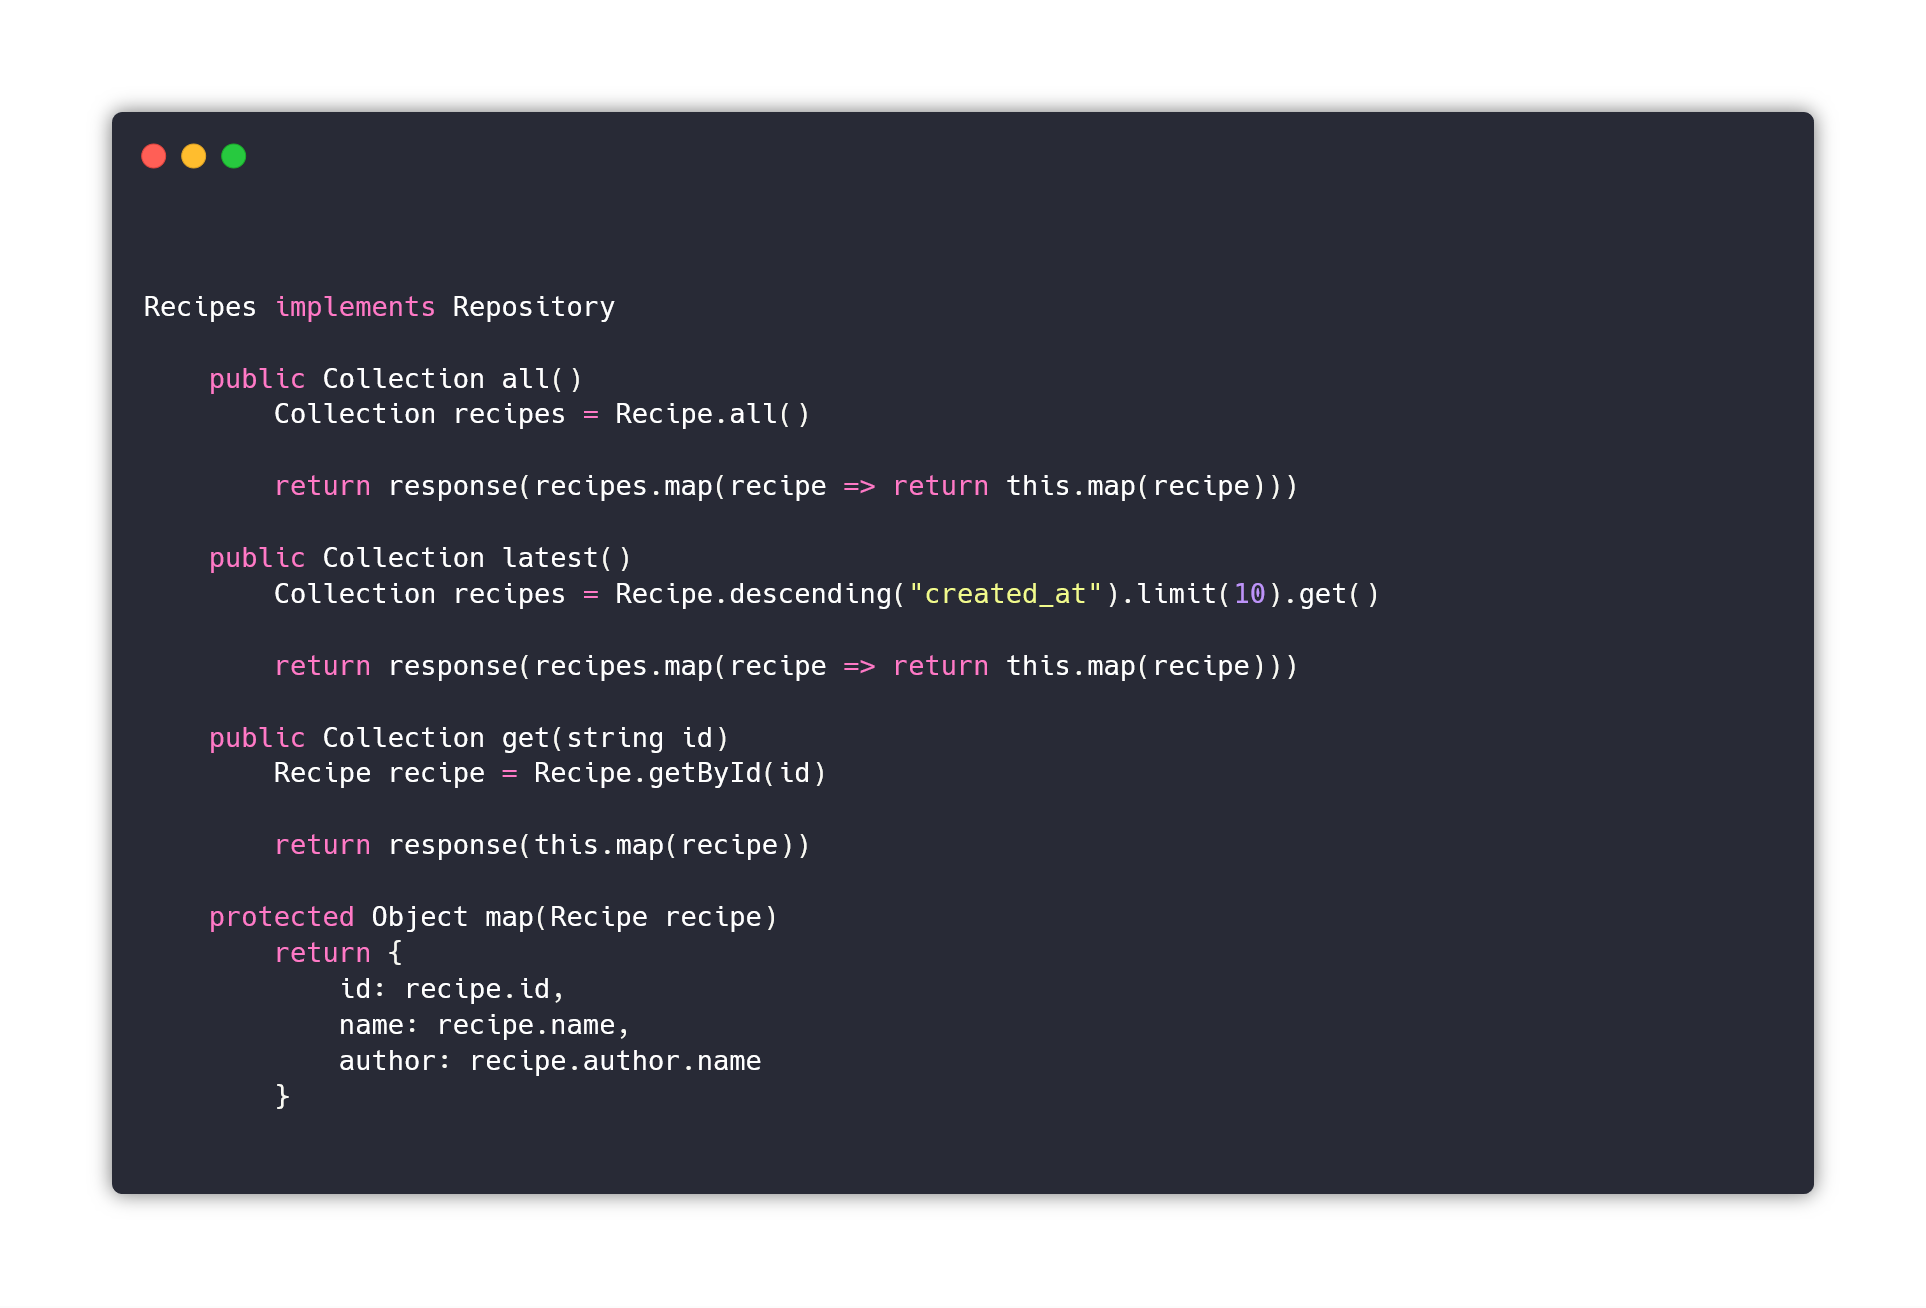 Recipes implements Repository
public Collection all()
Collection recipes = Recipe.all()
return response(recipes.map(recipe => return this.map(recipe)))
public Collection latest()
Collection recipes = Recipe.descending("created_at").limit(10).get()
return response(recipes.map(recipe => return this.map(recipe)))
public Collection get(string id)
Recipe recipe = Recipe.getById(id)
return response(this.map(recipe))
protected Object map(Recipe recipe)
return {
id: recipe.id,
name: recipe.name,
author: recipe.author.name
}